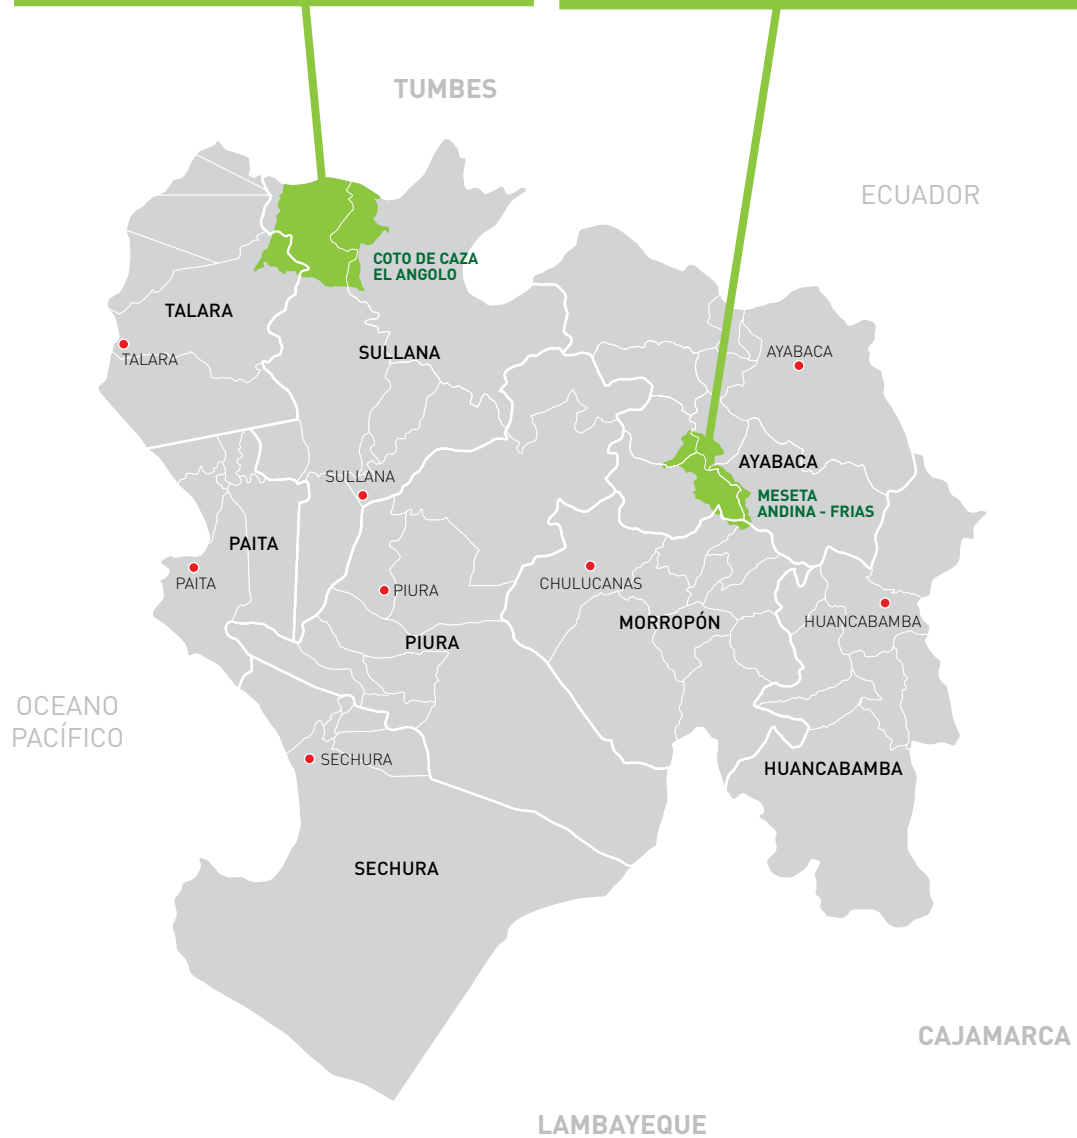 TUMBES
ECUADOR
COTO DE CAZA
EL ANGOLO
TALARA
TALARA
SULLANA
AYABACA
AYABACA
SULLANA
MESETA
ANDINA - FRIAS
PAITA
PAITA
PIURA
CHULUCANAS
MORROPÓN
HUANCABAMBA
PIURA
OCEANO
PACÍFICO
SECHURA
HUANCABAMBA
SECHURA
CAJAMARCA
LAMBAYEQUE